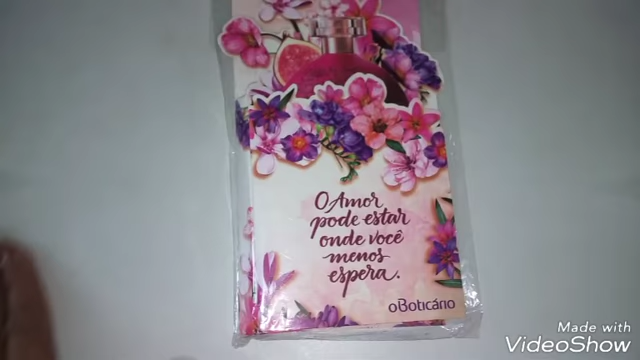 O Amor
pode estar
onde você
menos
espera.
oBoticário
Made with
VideoShow